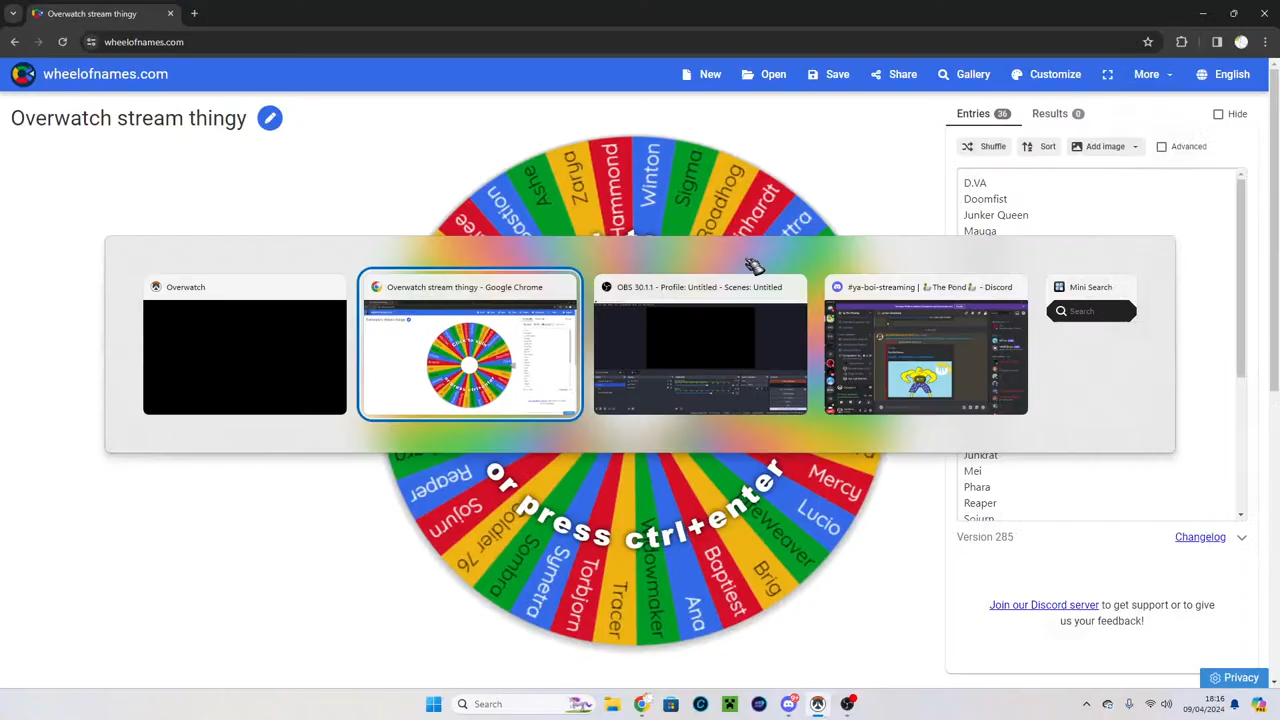 Overwatch stream thingy
wheelofnames.com
wheelofnames.com
New
Open
Save
Share
Gallery
Customize
More
English
Overwatch stream thingy
Entries 36
Results 0
Hide
Shuffle
Sort
Add image
Advanced
D.VA
Doomfist
Junker Queen
Mauga
Ashe
Zarya
Hammond
Winton
Sigma
Roadhog
Overwatch
Overwatch stream thingy - Google Chrome
OBS 30.1.1 - Profile: Untitled - Scenes: Untitled
#ya-boi-streaming | The Pond - Discord
Mini Search
Search
Junkrat
Mei
Phara
Reaper
Sojurn
Reaper
Sojurn
Soldier 76
Sombra
Symetra
Torbjorn
Tracer
Widowmaker
Ana
Baptiest
Brig
Lucio
Mercy
or press ctrl+enter
Version 285
Changelog
Join our Discord server to get support or to give
us your feedback!
Privacy
Search
18:16
09/04/2024